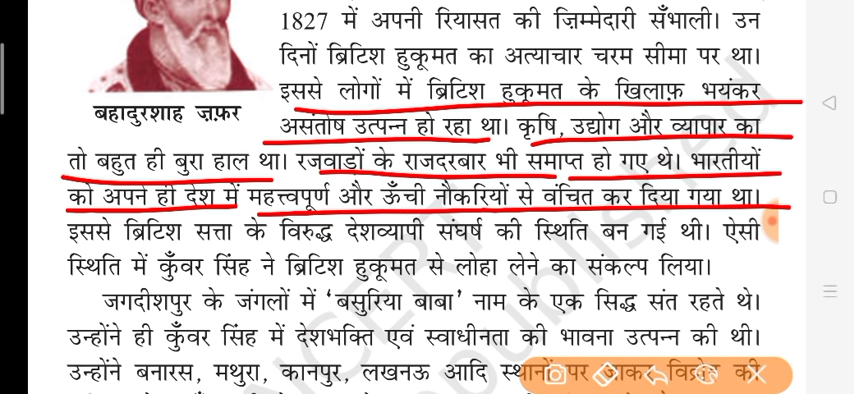 1827 में अपनी रियासत की ज़िम्मेदारी सँभाली। उन
दिनों ब्रिटिश हुकूमत का अत्याचार चरम सीमा पर था।
इससे लोगों में ब्रिटिश हुकूमत के खिलाफ़ भयंकर
बहादुरशाह ज़फ़र
असंतोष उत्पन्न हो रहा था। कृषि, उद्योग और व्यापार का
तो बहुत ही बुरा हाल था। रजवाड़ों के राजदरबार भी समाप्त हो गए थे। भारतीयों
को अपने ही देश में महत्त्वपूर्ण और ऊँची नौकरियों से वंचित कर दिया गया था।
इससे ब्रिटिश सत्ता के विरुद्ध देशव्यापी संघर्ष की स्थिति बन गई थी। ऐसी
स्थिति में कुँवर सिंह ने ब्रिटिश हुकूमत से लोहा लेने का संकल्प लिया।
जगदीशपुर के जंगलों में ‘बसुरिया बाबा’ नाम के एक सिद्ध संत रहते थे।
उन्होंने ही कुँवर सिंह में देशभक्ति एवं स्वाधीनता की भावना उत्पन्न की थी।
उन्होंने बनारस, मथुरा, कानपुर, लखनऊ आदि स्थानों पर जाकर की